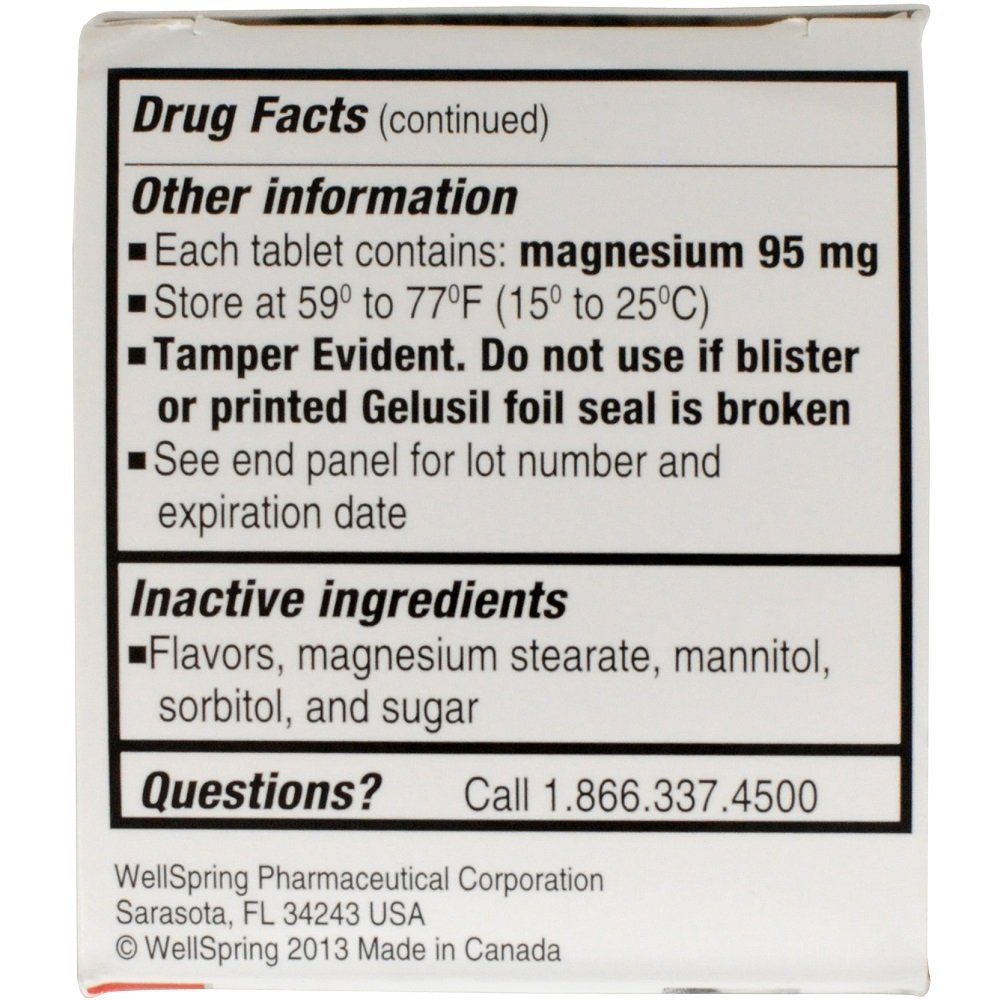 Drug Facts (continued)
Other information
▪ Each tablet contains: magnesium 95 mg
▪ Store at 59⁰ to 77⁰F (15⁰ to 25⁰C)
▪ Tamper Evident. Do not use if blister
or printed Gelusil foil seal is broken
▪ See end panel for lot number and
expiration date
Inactive ingredients
▪Flavors, magnesium stearate, mannitol,
sorbitol, and sugar
Questions? Call 1.866.337.4500
WellSpring Pharmaceutical Corporation
Sarasota, FL 34243 USA
© WellSpring 2013 Made in Canada